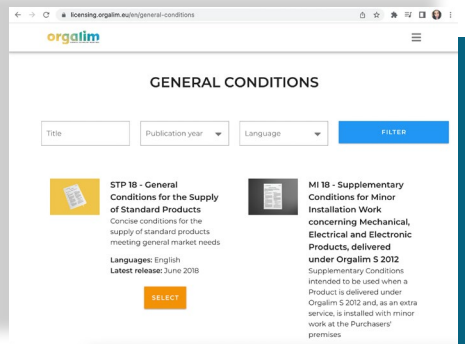 licensing.orgalim.eu/en/general-conditions
orgalim
GENERAL CONDITIONS
Title
Publication year
Language
FILTER
STP 18 - General
Conditions for the Supply
of Standard Products
Concise conditions for the
supply of standard products
meeting general market needs
Languages: English
Latest release: June 2018
SELECT
MI 18 - Supplementary
Conditions for Minor
Installation Work
concerning Mechanical,
Electrical and Electronic
Products, delivered
under Orgalim S 2012
Supplementary Conditions
intended to be used when a
Product is delivered under
Orgalim S 2012 and, as an extra
service, is installed with minor
work at the Purchasers'
premises